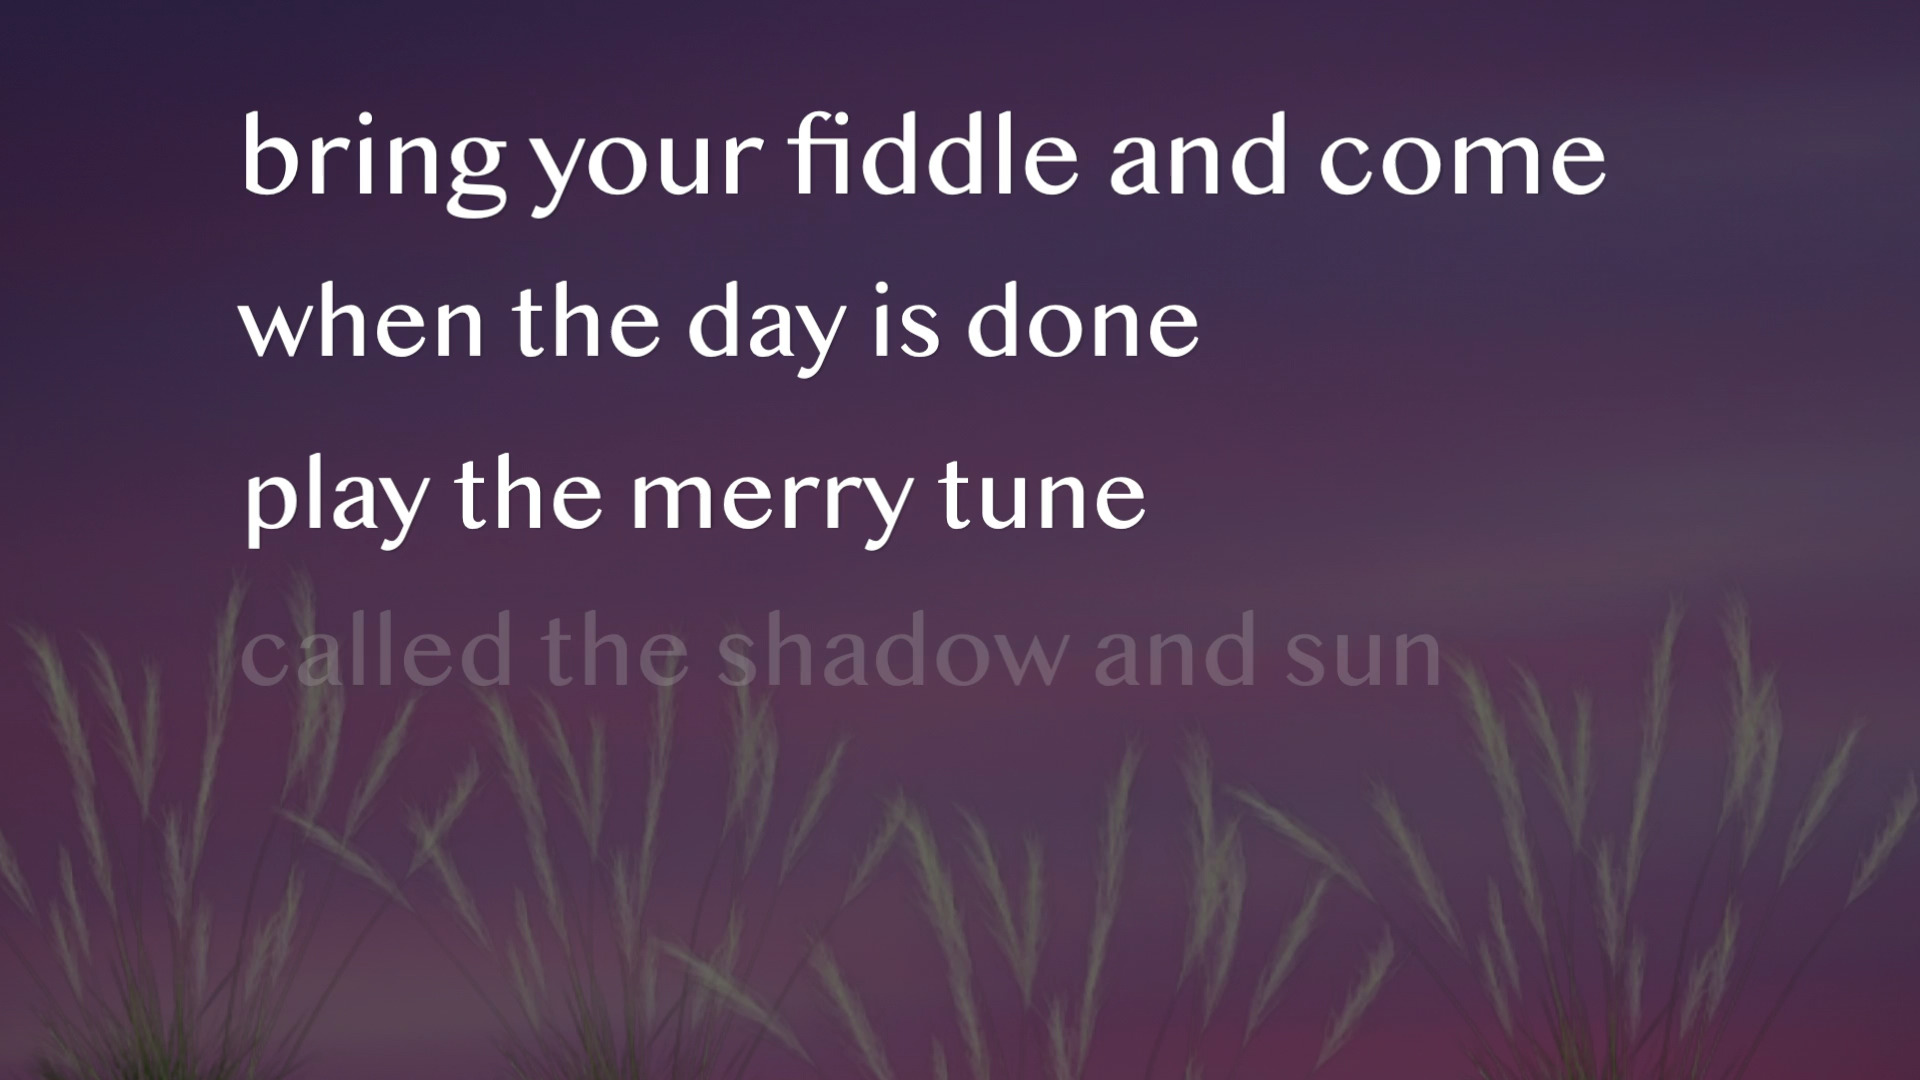 bring your fiddle and come
when the day is done
play the merry tune
called the shadow and sun